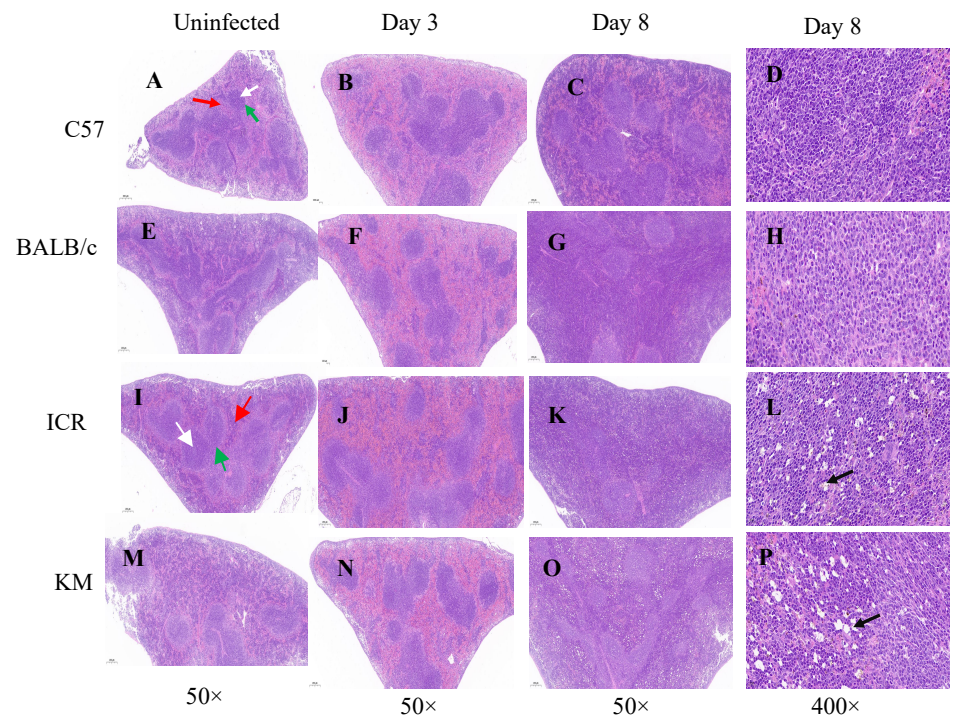 Uninfected Day 3 Day 8 Day 8
C57 A B C D
BALB/c E F G H
ICR I J K L
KM M N O P
50× 50× 50× 400×